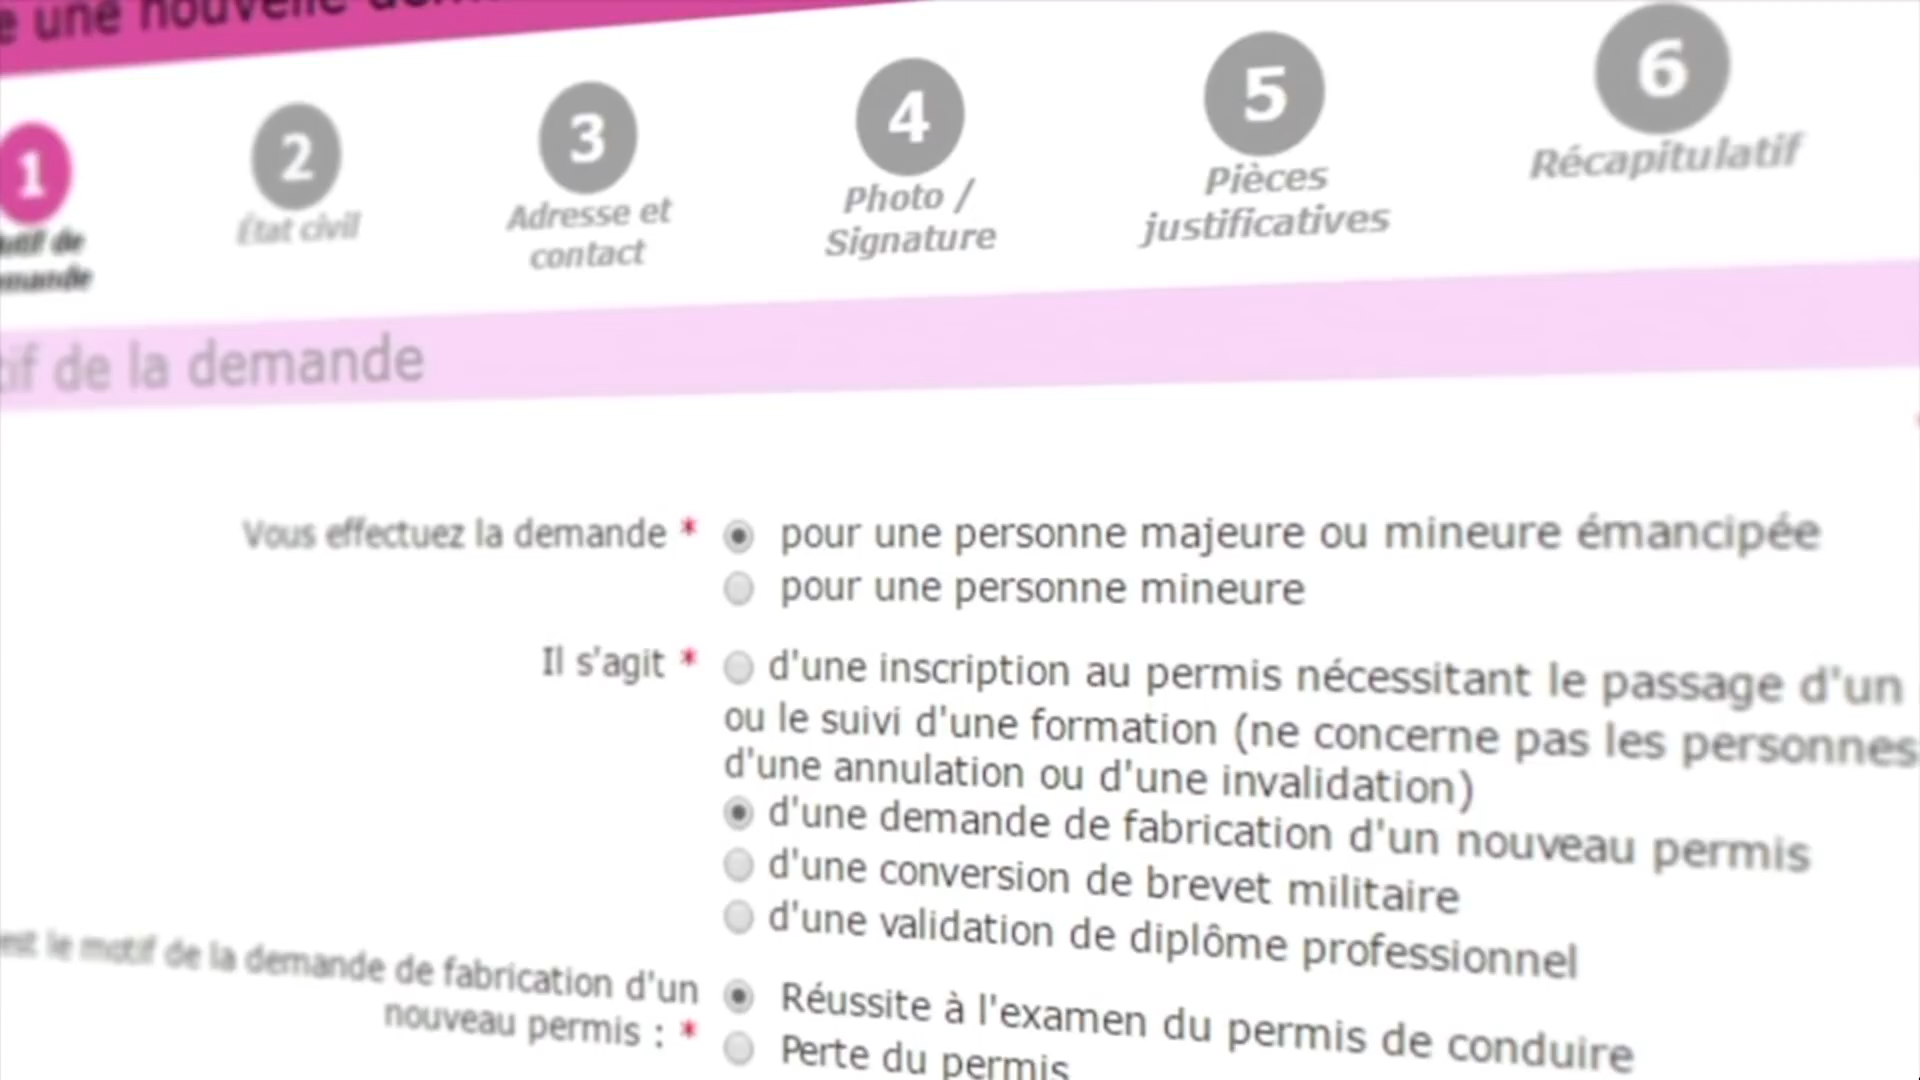 une nouvelle
1 2 3 4 5 6
État civil
Adresse et
contact
Photo /
Signature
Pièces
justificatives
Récapitulatif
de
de la demande
Vous effectuez la demande * pour une personne majeure ou mineure émancipée
pour une personne mineure
Il s'agit * d'une inscription au permis nécessitant le passage d'un
ou le suivi d'une formation (ne concerne pas les personnes
d'une annulation ou d'une invalidation)
d'une demande de fabrication d'un nouveau permis
d'une conversion de brevet militaire
d'une validation de diplôme professionnel
est le motif de la demande de fabrication d'un
nouveau permis : *
Réussite à l'examen du permis de conduire
Perte du permis